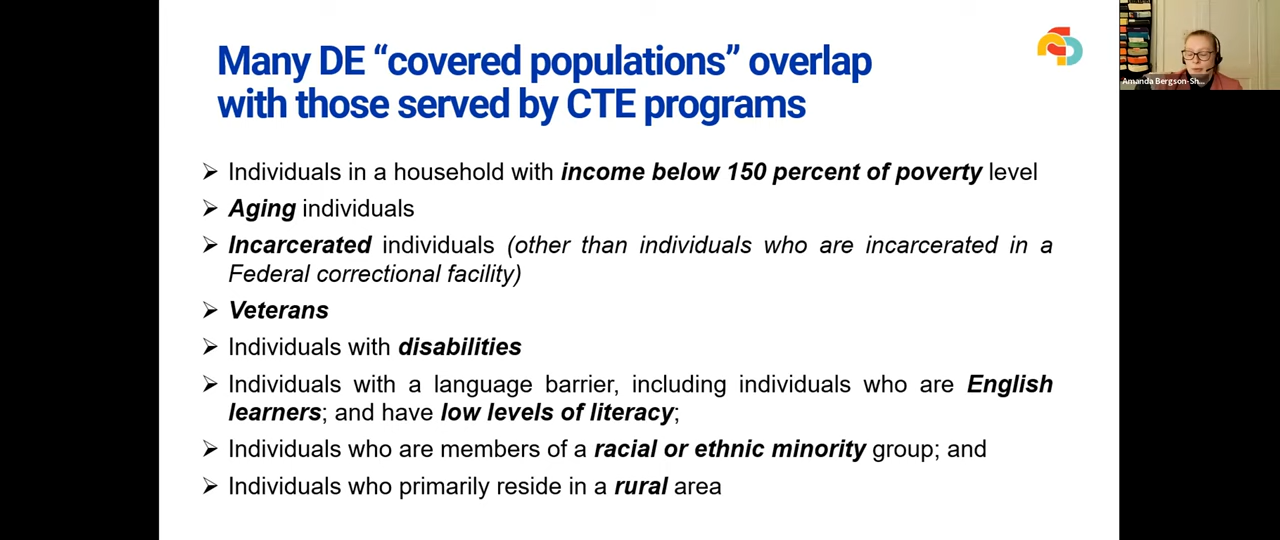 Many DE “covered populations” overlap
with those served by CTE programs
Individuals in a household with income below 150 percent of poverty level
Aging individuals
Incarcerated individuals (other than individuals who are incarcerated in a
Federal correctional facility)
Veterans
Individuals with disabilities
Individuals with a language barrier, including individuals who are English
learners; and have low levels of literacy;
Individuals who are members of a racial or ethnic minority group; and
Individuals who primarily reside in a rural area
Amanda Bergson-Sh...